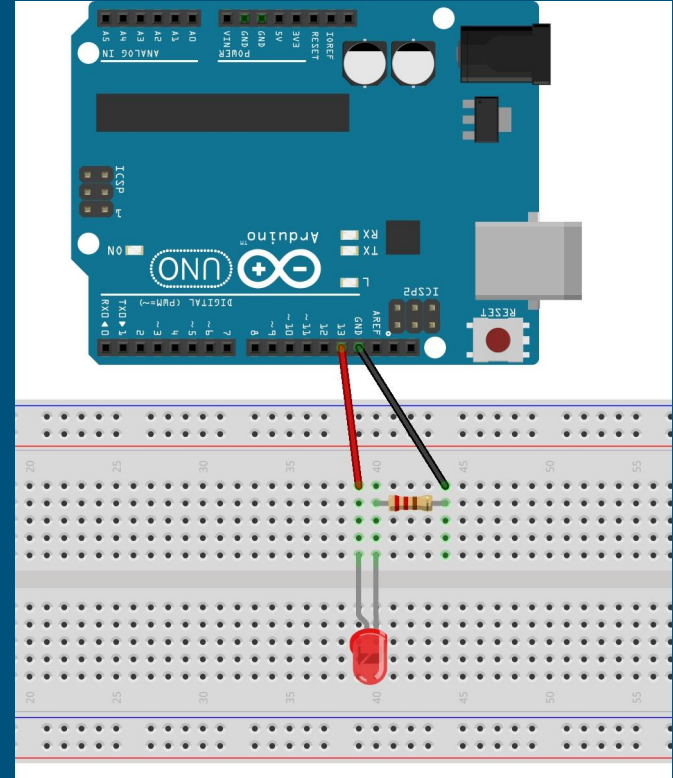 A5 A4 A3 A2 A1 A0
VIN GND GND 5V 3V3 RESET IOREF
ANALOG IN
POWER
ICSP
1
ON
Arduino™
RX
TX
UNO
L
ICSP2
DIGITAL (PWM=~)
RX0◄0 TX0►1 2 ~3 4 ~5 ~6 7 8 ~9 ~10 ~11 12 13 GND AREF
RESET
20 25 30 35 40 45 50 55
20 25 30 35 40 45 50 55